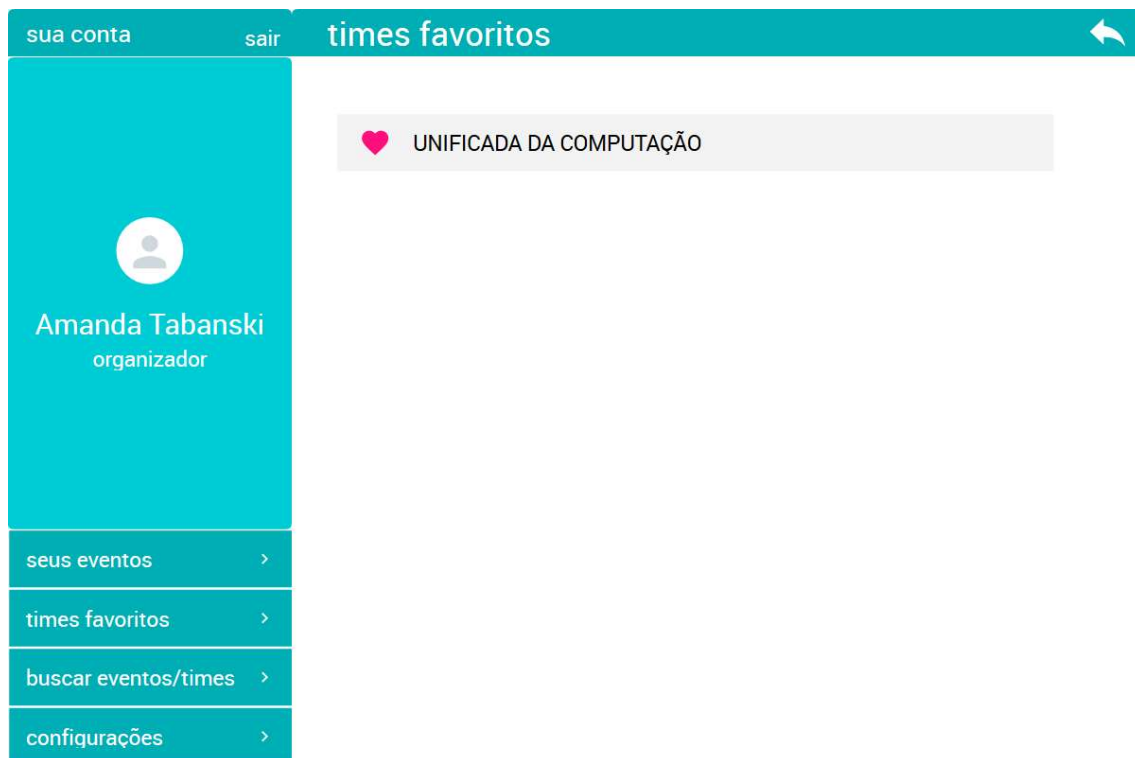 sua conta
sair
times favoritos
UNIFICADA DA COMPUTAÇÃO
Amanda Tabanski
organizador
seus eventos
times favoritos
buscar eventos/times
configurações